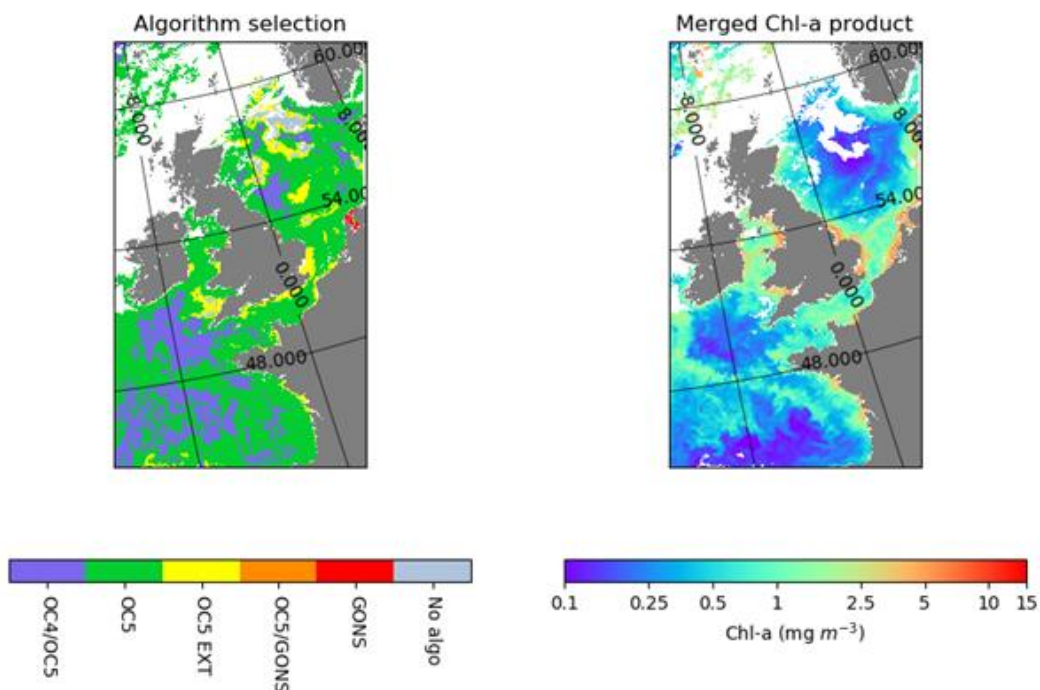 Algorithm selection
Merged Chl-a product
60.00
-8.000
8.000
54.00
0.000
48.000
60.00
-8.000
8.00
54.00
0.000
48.000
OC4/OC5
OC5
OC5 EXT
OC5/GONS
GONS
No algo
0.1 0.25 0.5 1 2.5 5 10 15
Chl-a (mg m⁻³)